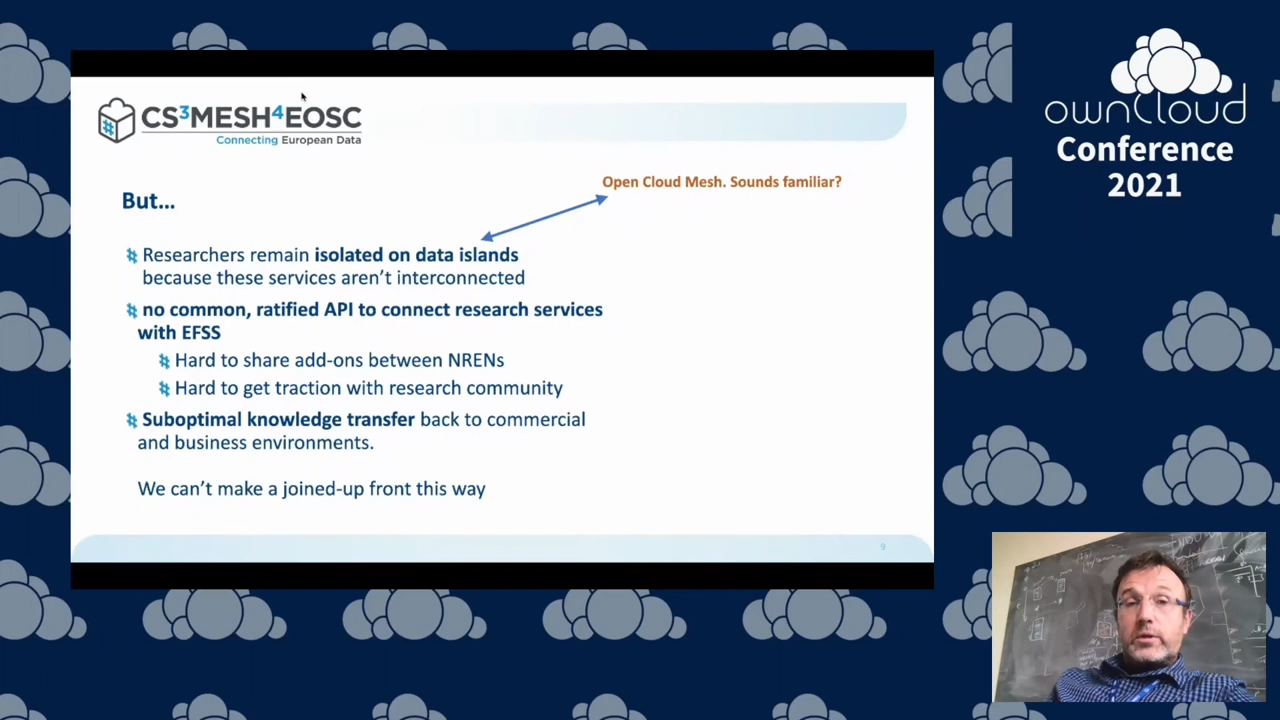 CS3MESH4EOSC
Connecting European Data
ownCloud
Conference
2021
Open Cloud Mesh. Sounds familiar?
But...
Researchers remain isolated on data islands
because these services aren't interconnected
no common, ratified API to connect research services
with EFSS
Hard to share add-ons between NRENs
Hard to get traction with research community
Suboptimal knowledge transfer back to commercial
and business environments.
We can't make a joined-up front this way
9